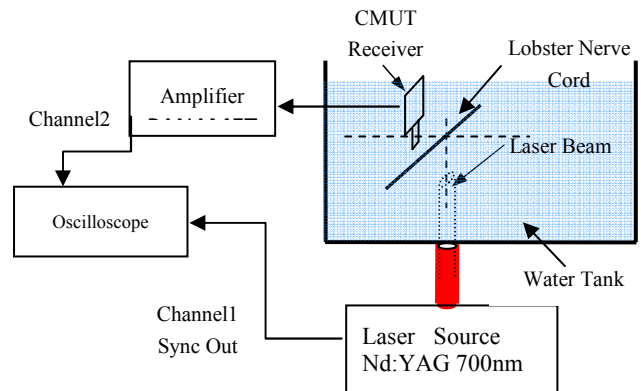 CMUT
Receiver
Lobster Nerve
Cord
Amplifier
Channel2
Laser Beam
Oscilloscope
Water Tank
Channel1
Sync Out
Laser Source
Nd:YAG 700nm